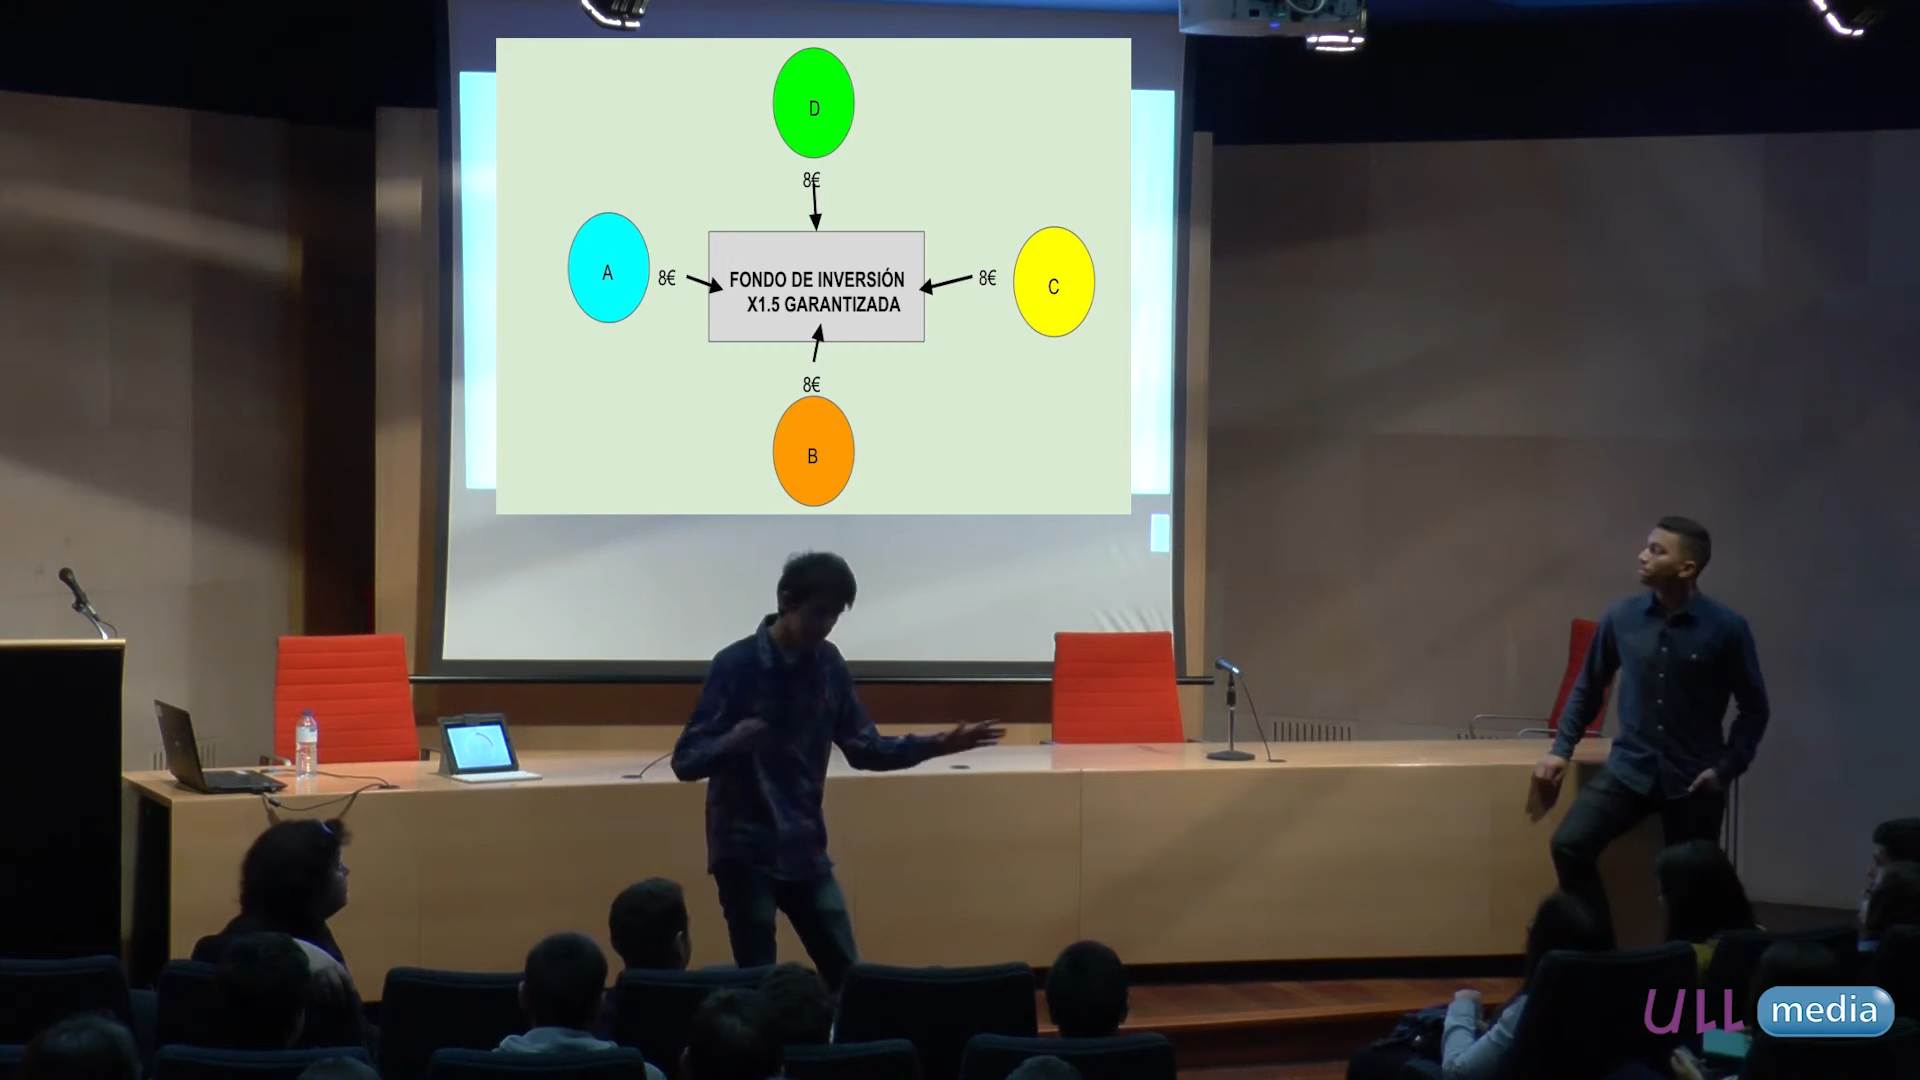 D
8€
A
8€
FONDO DE INVERSIÓN
X1.5 GARANTIZADA
8€
C
8€
B
ULL media